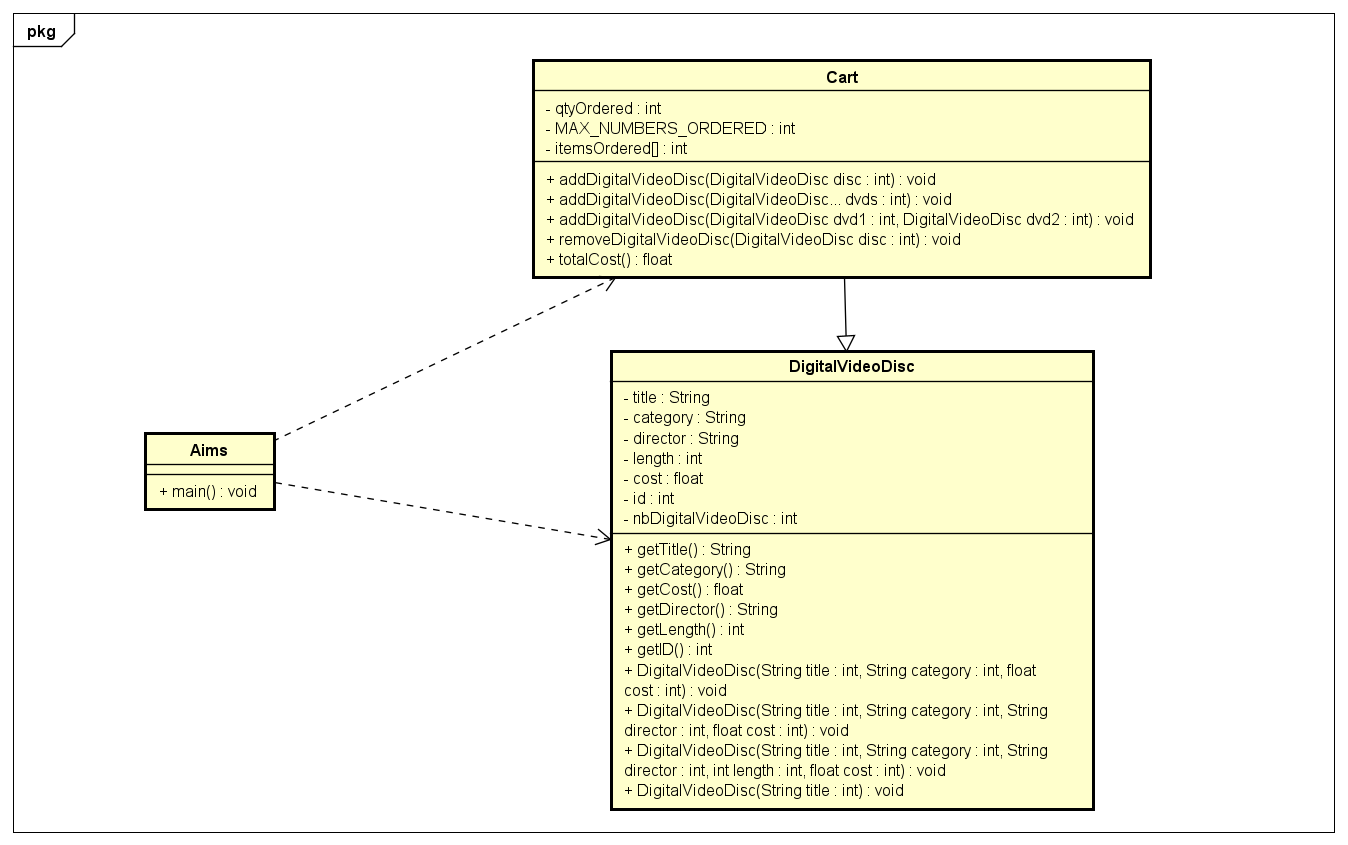 pkg
Cart
- qtyOrdered : int
- MAX_NUMBERS_ORDERED : int
- itemsOrdered[] : int
+ addDigitalVideoDisc(DigitalVideoDisc disc : int) : void
+ addDigitalVideoDisc(DigitalVideoDisc... dvds : int) : void
+ addDigitalVideoDisc(DigitalVideoDisc dvd1 : int, DigitalVideoDisc dvd2 : int) : void
+ removeDigitalVideoDisc(DigitalVideoDisc disc : int) : void
+ totalCost() : float
Aims
+ main() : void
DigitalVideoDisc
- title : String
- category : String
- director : String
- length : int
- cost : float
- id : int
- nbDigitalVideoDisc : int
+ getTitle() : String
+ getCategory() : String
+ getCost() : float
+ getDirector() : String
+ getLength() : int
+ getID() : int
+ DigitalVideoDisc(String title : int, String category : int, float
cost : int) : void
+ DigitalVideoDisc(String title : int, String category : int, String
director : int, float cost : int) : void
+ DigitalVideoDisc(String title : int, String category : int, String
director : int, int length : int, float cost : int) : void
+ DigitalVideoDisc(String title : int) : void